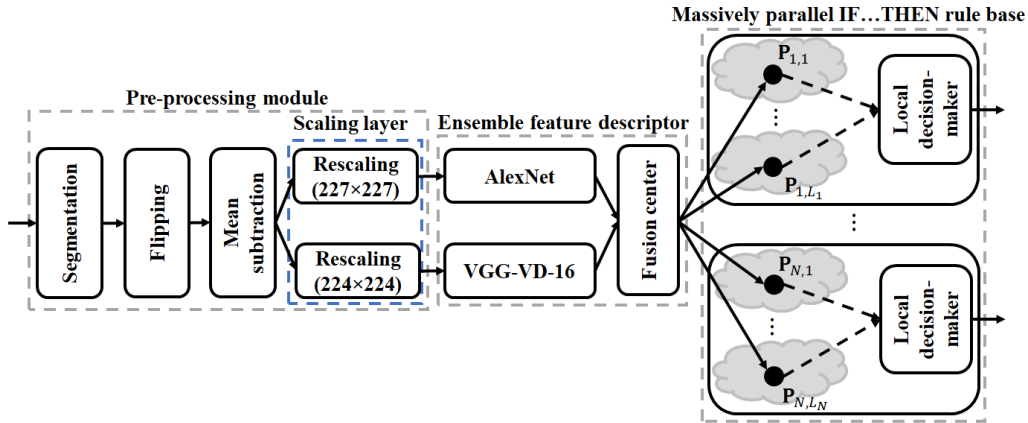 Massively parallel IF…THEN rule base
Pre-processing module
Scaling layer
Ensemble feature descriptor
Segmentation
Flipping
Mean
subtraction
Rescaling
(227×227)
Rescaling
(224×224)
AlexNet
VGG-VD-16
Fusion center
P1,1
...
P1,L1
Local
decision-
maker
...
PN,1
...
PN,LN
Local
decision-
maker